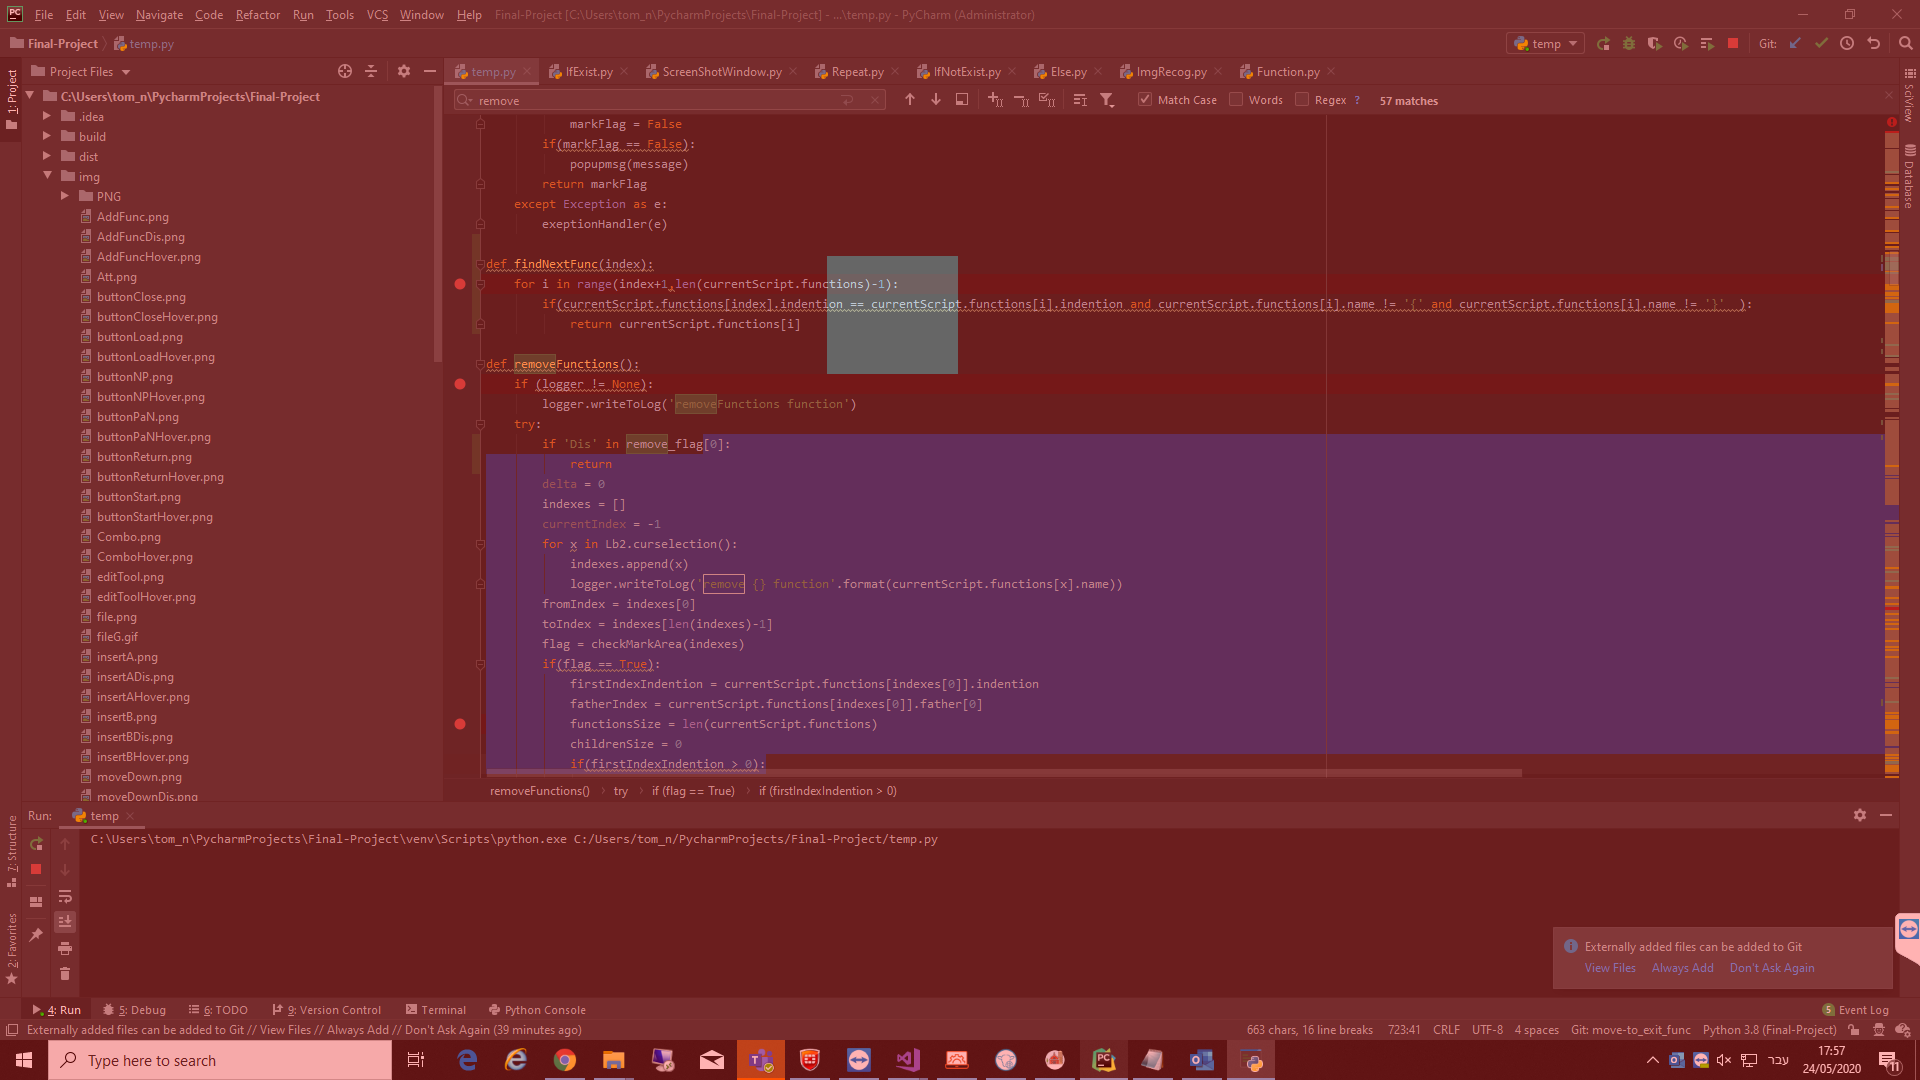 File Edit View Navigate Code Refactor Run Tools VCS Window Help Final-Project [C:\Users\tom_n\PycharmProjects\Final-Project] - ...\temp.py - PyCharm (Administrator)
Final-Project temp.py temp Git:
Project Files temp.py IfExist.py ScreenShotWindow.py Repeat.py IfNotExist.py Else.py ImgRecog.py Function.py
remove Match Case Words Regex ? 57 matches
1: Project
7: Structure
2: Favorites
SciView
Database
C:\Users\tom_n\PycharmProjects\Final-Project
.idea
build
dist
img
PNG
AddFunc.png
AddFuncDis.png
AddFuncHover.png
Att.png
buttonClose.png
buttonCloseHover.png
buttonLoad.png
buttonLoadHover.png
buttonNP.png
buttonNPHover.png
buttonPaN.png
buttonPaNHover.png
buttonReturn.png
buttonReturnHover.png
buttonStart.png
buttonStartHover.png
Combo.png
ComboHover.png
editTool.png
editToolHover.png
file.png
fileG.gif
insertA.png
insertADis.png
insertAHover.png
insertB.png
insertBDis.png
insertBHover.png
moveDown.png
moveDownDis.png
markFlag = False
if(markFlag == False):
popupmsg(message)
return markFlag
except Exception as e:
exeptionHandler(e)
def findNextFunc(index):
for i in range(index+1,len(currentScript.functions)-1):
if(currentScript.functions[index].indention == currentScript.functions[i].indention and currentScript.functions[i].name != '{' and currentScript.functions[i].name != '}' ):
return currentScript.functions[i]
def removeFunctions():
if (logger != None):
logger.writeToLog('removeFunctions function')
try:
if 'Dis' in remove_flag[0]:
return
delta = 0
indexes = []
currentIndex = -1
for x in Lb2.curselection():
indexes.append(x)
logger.writeToLog('remove {} function'.format(currentScript.functions[x].name))
fromIndex = indexes[0]
toIndex = indexes[len(indexes)-1]
flag = checkMarkArea(indexes)
if(flag == True):
firstIndexIndention = currentScript.functions[indexes[0]].indention
fatherIndex = currentScript.functions[indexes[0]].father[0]
functionsSize = len(currentScript.functions)
childrenSize = 0
if(firstIndexIndention > 0):
removeFunctions() try if (flag == True) if (firstIndexIndention > 0)
Run: temp
C:\Users\tom_n\PycharmProjects\Final-Project\venv\Scripts\python.exe C:/Users/tom_n/PycharmProjects/Final-Project/temp.py
Externally added files can be added to Git
View Files Always Add Don't Ask Again
4: Run 5: Debug 6: TODO 9: Version Control Terminal Python Console 5 Event Log
Externally added files can be added to Git // View Files // Always Add // Don't Ask Again (39 minutes ago) 663 chars, 16 line breaks 723:41 CRLF UTF-8 4 spaces Git: move-to_exit_func Python 3.8 (Final-Project)
Type here to search עבר 17:57
24/05/2020 11